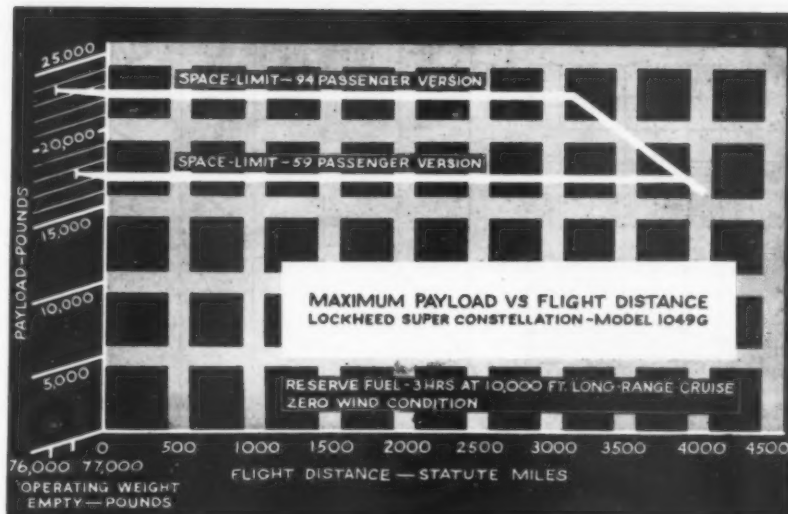 25,000
SPACE-LIMIT-94 PASSENGER VERSION
20,000
SPACE-LIMIT-59 PASSENGER VERSION
PAYLOAD-POUNDS
15,000
MAXIMUM PAYLOAD VS FLIGHT DISTANCE
LOCKHEED SUPER CONSTELLATION-MODEL 1049G
10,000
5,000
RESERVE FUEL-3HRS AT 10,000 FT. LONG-RANGE CRUISE
ZERO WIND CONDITION
0 500 1000 1500 2000 2500 3000 3500 4000 4500
76,000 77,000
FLIGHT DISTANCE — STATUTE MILES
OPERATING WEIGHT
EMPTY—POUNDS